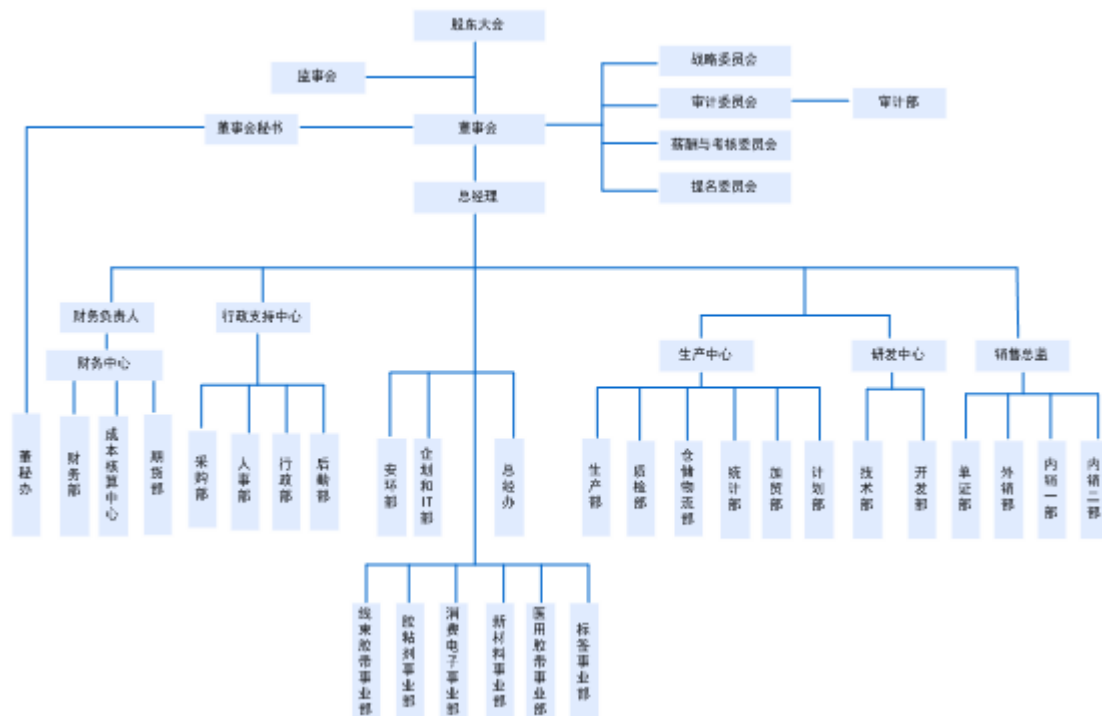 股东大会
监事会
战略委员会
审计委员会
审计部
董事会秘书
董事会
薪酬与考核委员会
提名委员会
总经理
财务负责人
行政支持中心
财务中心
生产中心
研发中心
销售总监
董秘办
财务部
成本核算中心
期货部
采购部
人事部
行政部
后勤部
安环部
企划和IT部
总经办
生产部
质检部
仓储物流部
统计部
加贸部
计划部
技术部
开发部
单证部
外销部
内销一部
内销二部
线束胶带事业部
胶粘剂事业部
消费电子事业部
新材料事业部
医用胶带事业部
标签事业部